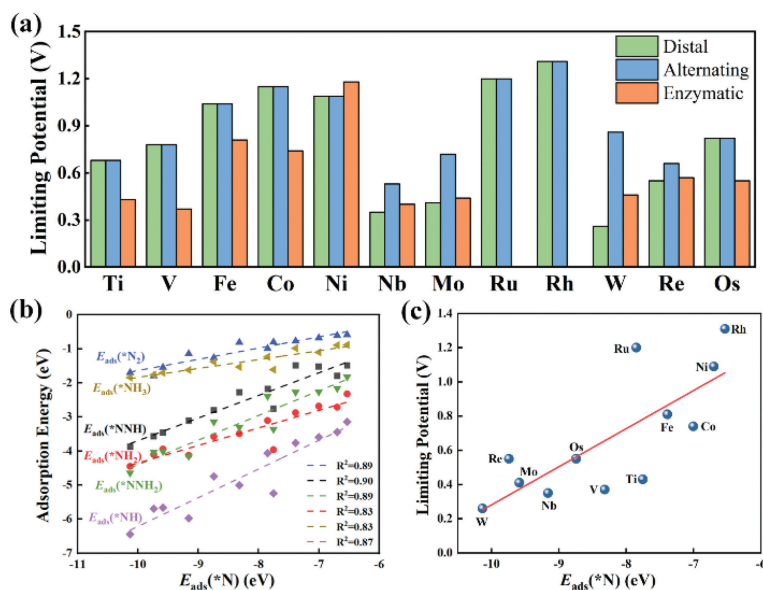 (a)
Limiting Potential (V)
1.5
1.2
0.9
0.6
0.3
0.0
Distal
Alternating
Enzymatic
Ti V Fe Co Ni Nb Mo Ru Rh W Re Os
(b)
Adsorption Energy (eV)
0
-1
-2
-3
-4
-5
-6
-7
Eads(*N2)
Eads(*NH3)
Eads(*NNH)
Eads(*NH2)
Eads(*NNH2)
Eads(*NH)
R²=0.89
R²=0.90
R²=0.89
R²=0.83
R²=0.83
R²=0.87
-11 -10 -9 -8 -7 -6 -5
Eads(*N) (eV)
(c)
Limiting Potential (V)
1.4
1.2
1.0
0.8
0.6
0.4
0.2
0.0
Rh
Ru
Ni
Fe
Co
Os
Re
Mo
Ti
V
Nb
W
-10 -9 -8 -7 -6
Eads(*N) (eV)